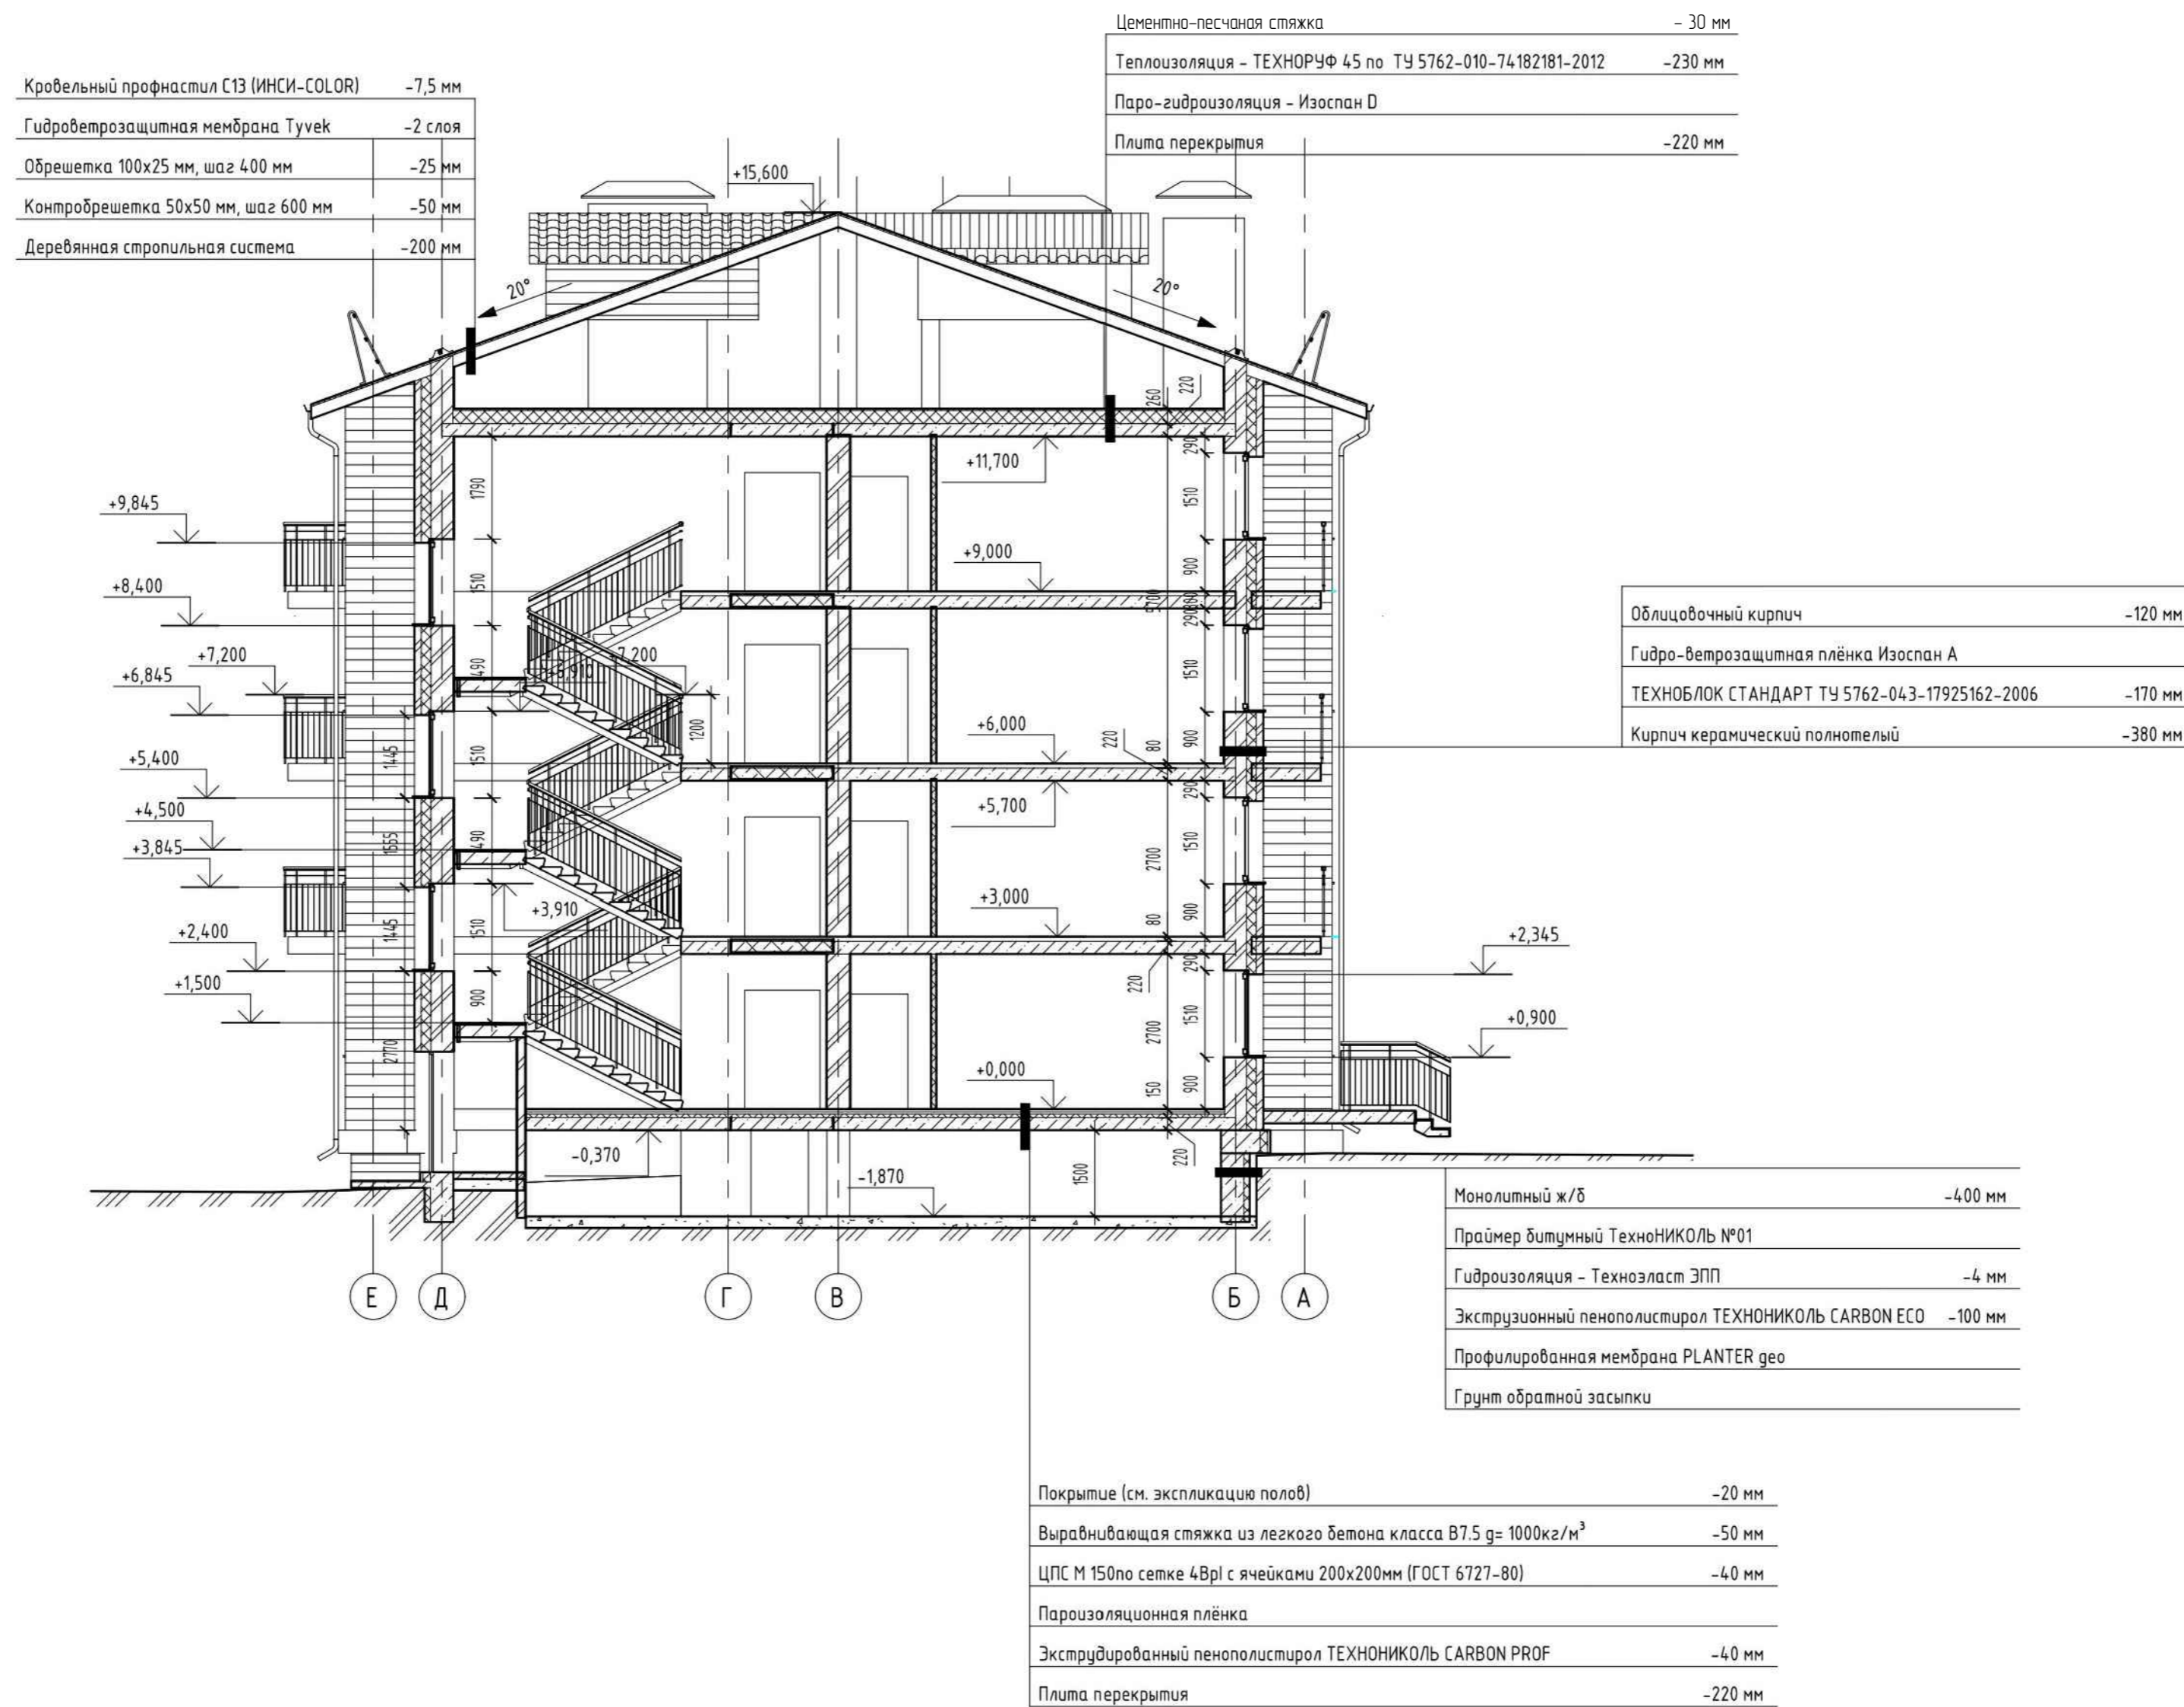 Цементно-песчаная стяжка - 30 мм
Теплоизоляция - ТЕХНОРУФ 45 по ТУ 5762-010-74182181-2012 -230 мм
Паро-гидроизоляция - Изоспан D
Плита перекрытия -220 мм
Кровельный профнастил С13 (ИНСИ-COLOR) -7,5 мм
Гидроветрозащитная мембрана Tyvek -2 слоя
Обрешетка 100х25 мм, шаг 400 мм -25 мм
Контробрешетка 50х50 мм, шаг 600 мм -50 мм
Деревянная стропильная система -200 мм
+15,600
20°
20°
260
220
290
+11,700
1790
1510
+9,845
+9,000
900
+8,400
1510
5700
80
290
+7,200
+7,200
490
+5,910
1510
+6,845
1200
+6,000
220
80
900
1445
1510
+5,400
+5,700
290
+4,500
+3,845
1555
490
2700
1510
+3,910
+3,000
80
900
1445
1510
+2,400
290
220
+2,345
+1,500
900
2700
1510
+0,900
2770
+0,000
150
900
-0,370
220
-1,870
1500
Облицовочный кирпич -120 мм
Гидро-ветрозащитная плёнка Изоспан А
ТЕХНОБЛОК СТАНДАРТ ТУ 5762-043-17925162-2006 -170 мм
Кирпич керамический полнотелый -380 мм
Е
Д
Г
В
Б
А
Монолитный ж/б -400 мм
Праймер битумный ТехноНИКОЛЬ №01
Гидроизоляция - Техноэласт ЭПП -4 мм
Экструзионный пенополистирол ТЕХНОНИКОЛЬ CARBON ECO -100 мм
Профилированная мембрана PLANTER geo
Грунт обратной засыпки
Покрытие (см. экспликацию полов) -20 мм
Выравнивающая стяжка из легкого бетона класса В7.5 g= 1000кг/м³ -50 мм
ЦПС М 150по сетке 4ВрI с ячейками 200х200мм (ГОСТ 6727-80) -40 мм
Пароизоляционная плёнка
Экструдированный пенополистирол ТЕХНОНИКОЛЬ CARBON PROF -40 мм
Плита перекрытия -220 мм